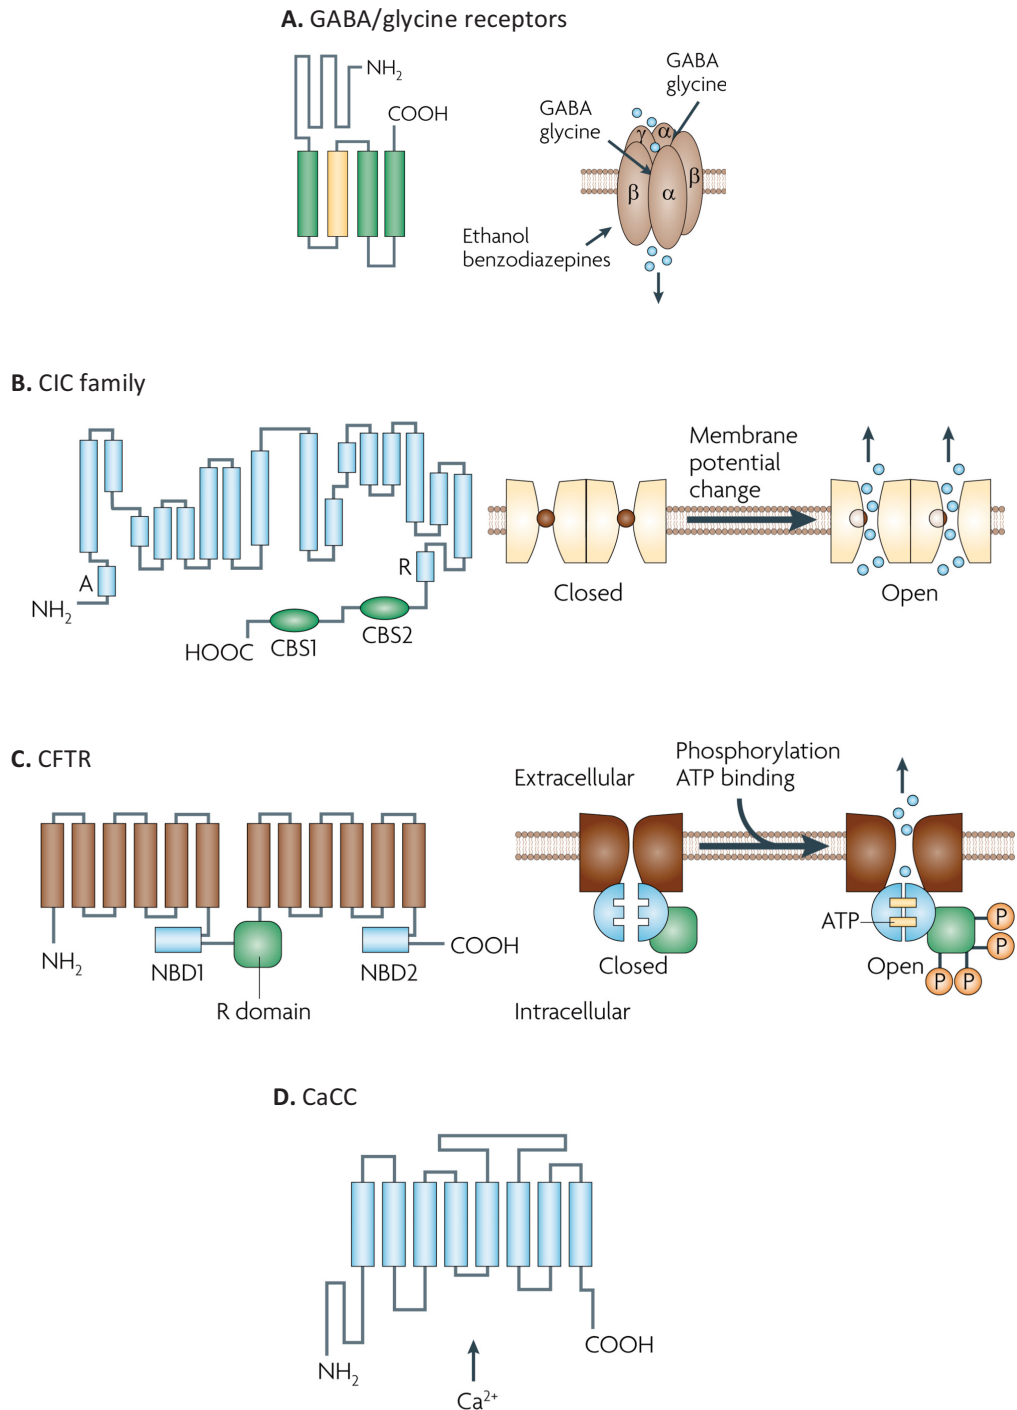 A. GABA/glycine receptors
NH₂
COOH
GABA
glycine
GABA
glycine
γ
α
β
α
β
Ethanol
benzodiazepines
B. ClC family
A
NH₂
R
HOOC
CBS1
CBS2
Closed
Membrane
potential
change
Open
C. CFTR
NH₂
NBD1
R domain
NBD2
COOH
Extracellular
Phosphorylation
ATP binding
Closed
Intracellular
ATP
Open
P
P
P
P
D. CaCC
NH₂
COOH
Ca²⁺